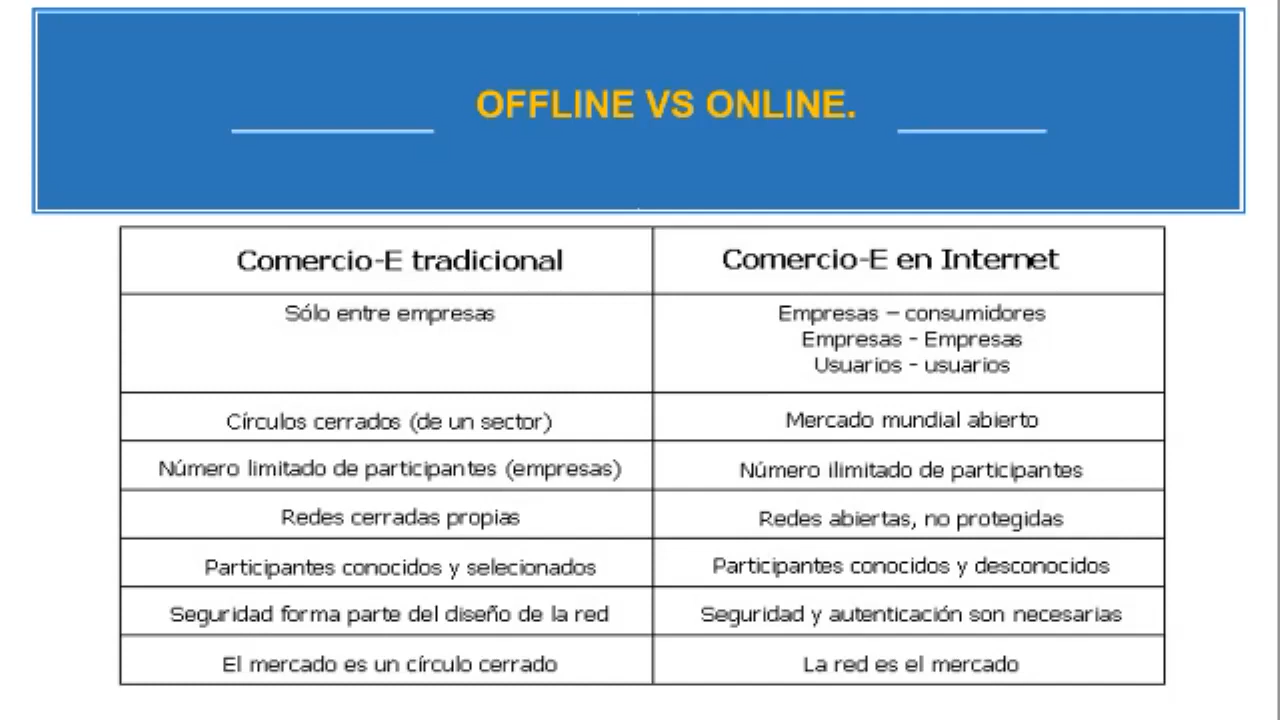 OFFLINE VS ONLINE.
Comercio-E tradicional
Comercio-E en Internet
Sólo entre empresas
Empresas – consumidores
Empresas - Empresas
Usuarios - usuarios
Círculos cerrados (de un sector)
Mercado mundial abierto
Número limitado de participantes (empresas)
Número ilimitado de participantes
Redes cerradas propias
Redes abiertas, no protegidas
Participantes conocidos y selecionados
Participantes conocidos y desconocidos
Seguridad forma parte del diseño de la red
Seguridad y autenticación son necesarias
El mercado es un círculo cerrado
La red es el mercado